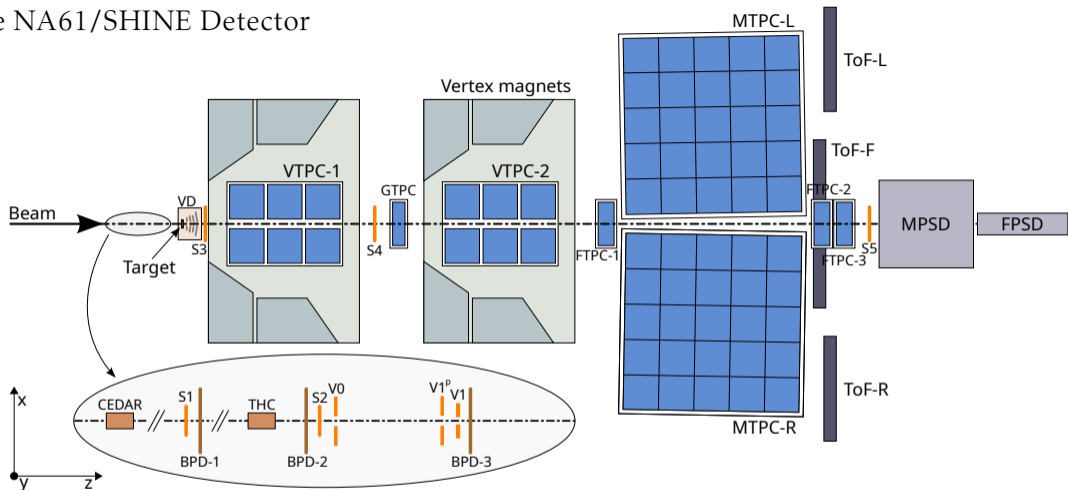 NA61/SHINE Detector
MTPC-L
ToF-L
Vertex magnets
ToF-F
VTPC-1
VTPC-2
GTPC
FTPC-2
VD
Beam
MPSD
FPSD
S3
S4
S5
Target
FTPC-1
FTPC-3
ToF-R
MTPC-R
x
CEDAR
S1
THC
S2
V0
V1ᵖ
V1
BPD-1
BPD-2
BPD-3
y
z